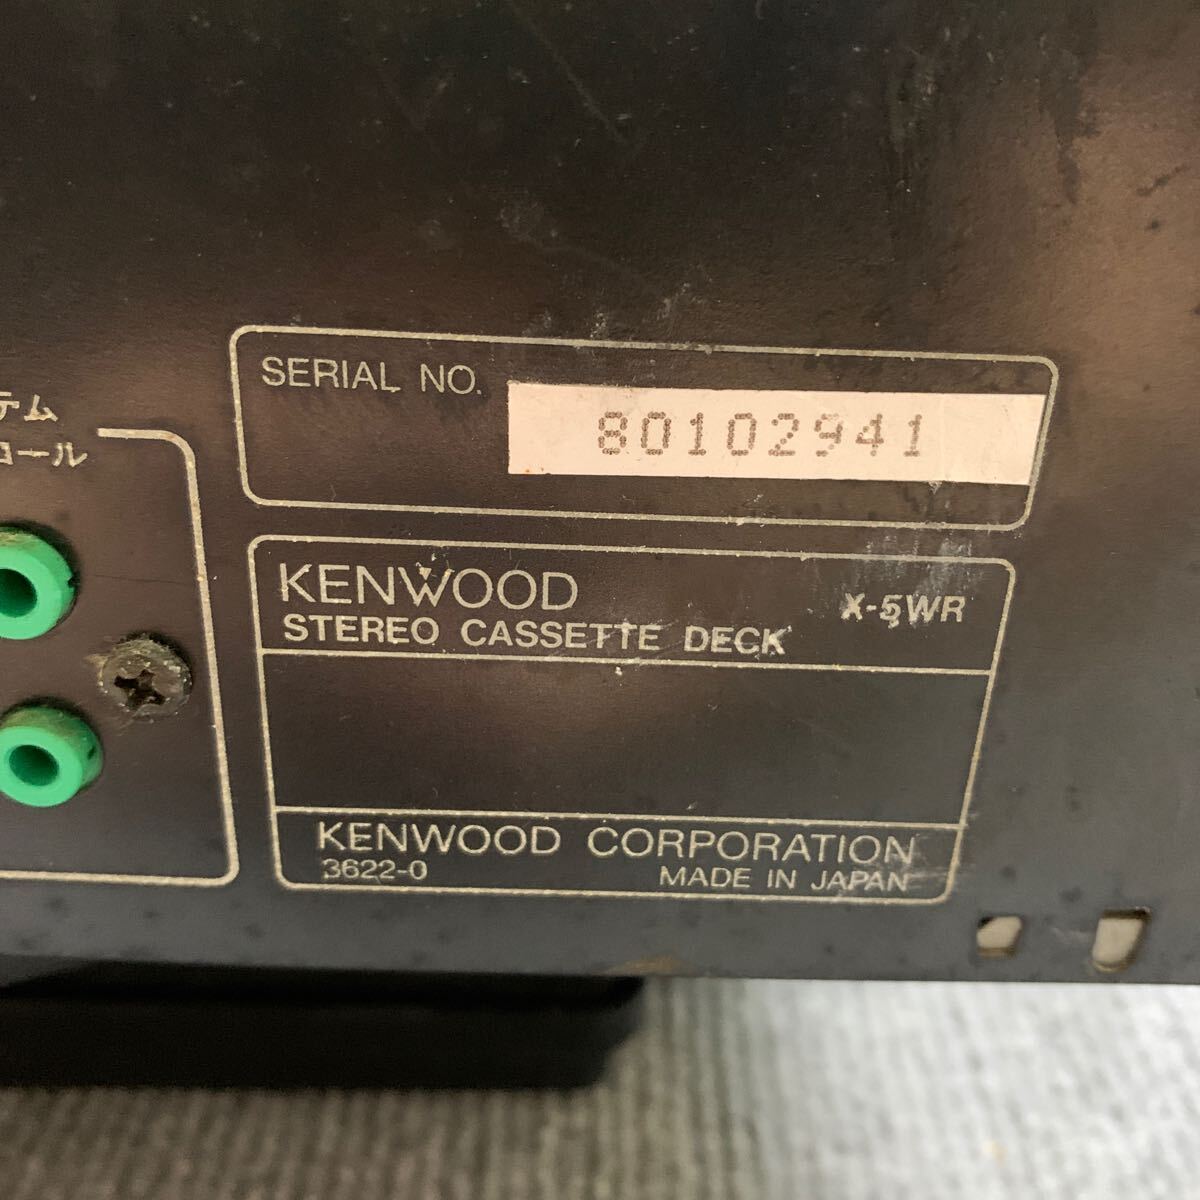 SERIAL NO.
80102941
テム
ロール
KENWOOD
X-5WR
STEREO CASSETTE DECK
KENWOOD CORPORATION
3622-0
MADE IN JAPAN